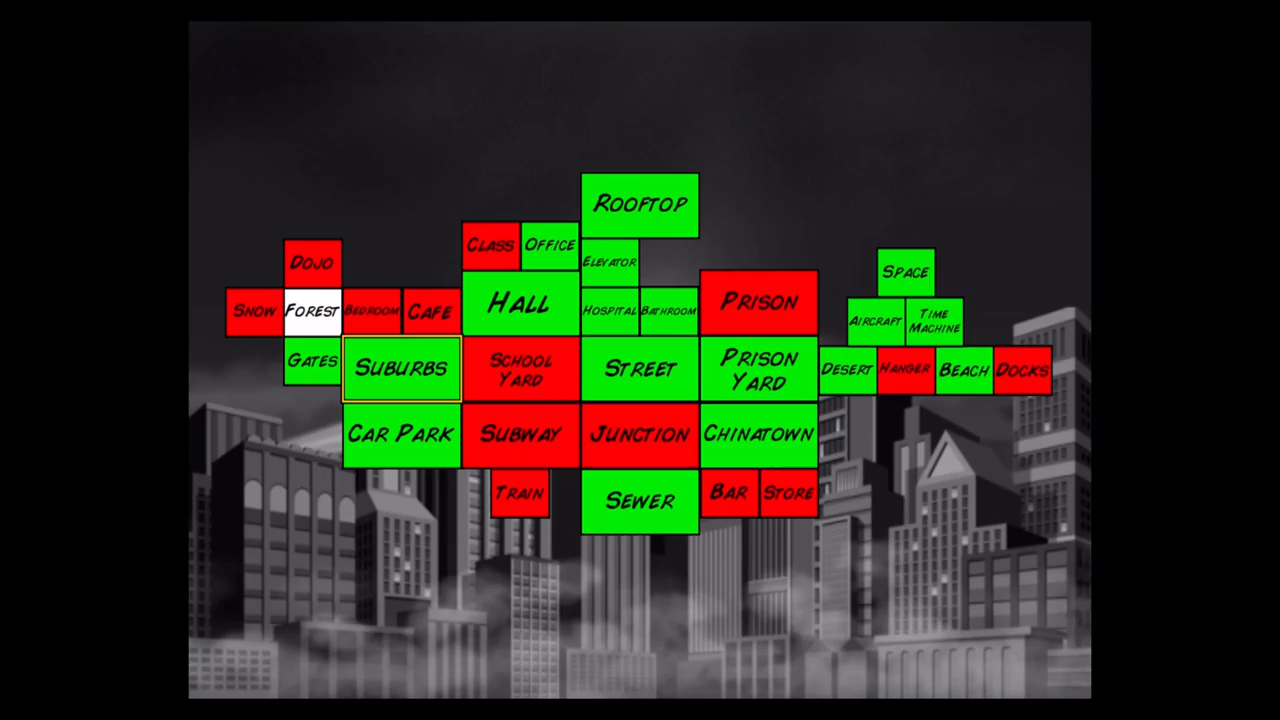 Rooftop
Class
Office
Elevator
Dojo
Space
Snow
Forest
Bedroom
Cafe
Hall
Hospital
Bathroom
Prison
Aircraft
Time
Machine
Gates
Suburbs
School
Yard
Street
Prison
Yard
Desert
Hanger
Beach
Docks
Car Park
Subway
Junction
Chinatown
Train
Sewer
Bar
Store